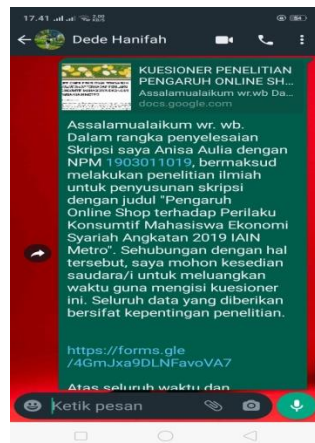 17.41
Dede Hanifah
KUESIONER PENELITIAN
PENGARUH ONLINE SH...
Assalamualaikum wr.wb Da...
docs.google.com
Assalamualaikum wr. wb.
Dalam rangka penyelesaian
Skripsi saya Anisa Aulia dengan
NPM 1903011019, bermaksud
melakukan penelitian ilmiah
untuk penyusunan skripsi
dengan judul "Pengaruh
Online Shop terhadap Perilaku
Konsumtif Mahasiswa Ekonomi
Syariah Angkatan 2019 IAIN
Metro". Sehubungan dengan hal
tersebut, saya mohon kesedian
saudara/i untuk meluangkan
waktu guna mengisi kuesioner
ini. Seluruh data yang diberikan
bersifat kepentingan penelitian.
https://forms.gle
/4GmJxa9DLNFavoVA7
Atas seluruh waktu dan
Ketik pesan